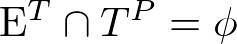 E^T ∩ T^P = ϕ